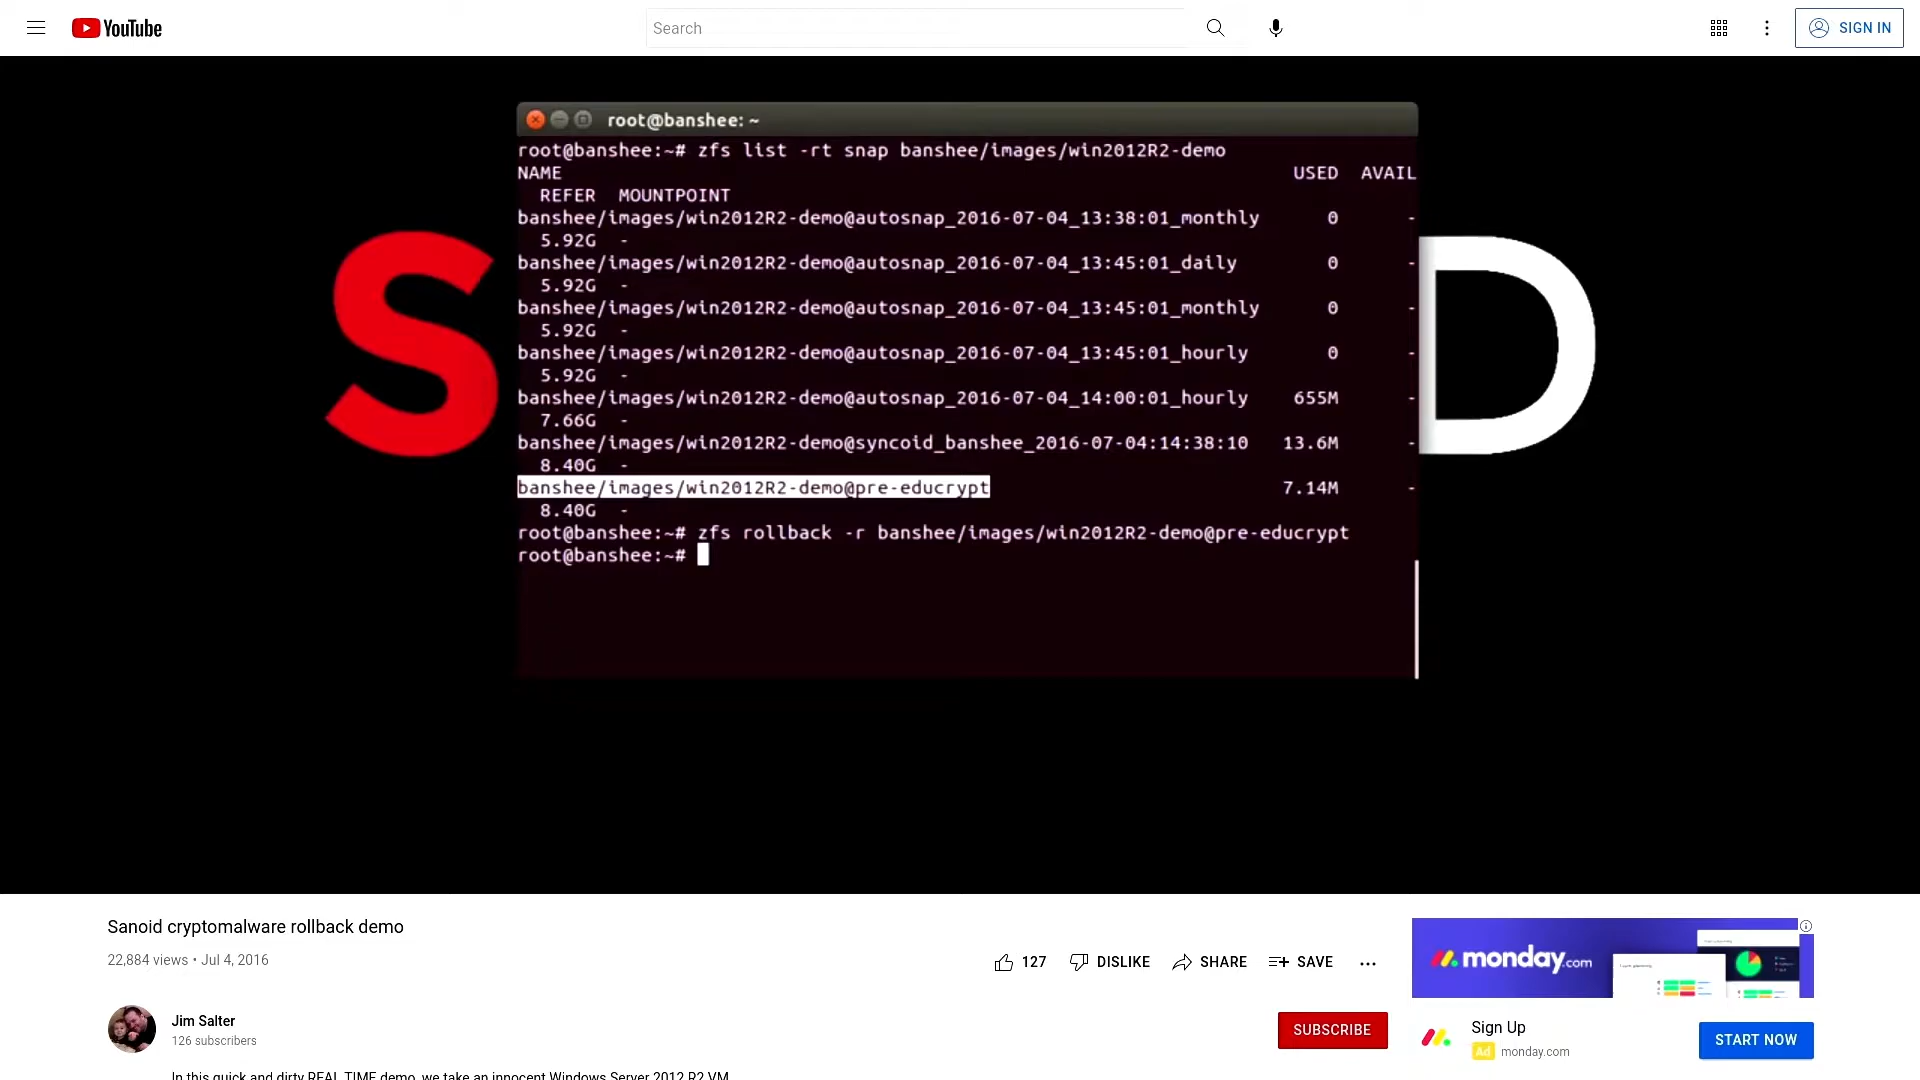 YouTube
Search
SIGN IN
S
D
root@banshee: ~
root@banshee:~# zfs list -rt snap banshee/images/win2012R2-demo
NAME USED AVAIL
REFER MOUNTPOINT
banshee/images/win2012R2-demo@autosnap_2016-07-04_13:38:01_monthly 0 -
5.92G -
banshee/images/win2012R2-demo@autosnap_2016-07-04_13:45:01_daily 0 -
5.92G -
banshee/images/win2012R2-demo@autosnap_2016-07-04_13:45:01_monthly 0 -
5.92G -
banshee/images/win2012R2-demo@autosnap_2016-07-04_13:45:01_hourly 0 -
5.92G -
banshee/images/win2012R2-demo@autosnap_2016-07-04_14:00:01_hourly 655M -
7.66G -
banshee/images/win2012R2-demo@syncoid_banshee_2016-07-04:14:38:10 13.6M -
8.40G -
banshee/images/win2012R2-demo@pre-educrypt 7.14M -
8.40G -
root@banshee:~# zfs rollback -r banshee/images/win2012R2-demo@pre-educrypt
root@banshee:~#
Sanoid cryptomalware rollback demo
22,884 views • Jul 4, 2016
127 DISLIKE SHARE SAVE
Jim Salter
126 subscribers
SUBSCRIBE
In this quick and dirty REAL TIME demo, we take an innocent Windows Server 2012 R2 VM
monday.com
Sign Up
Ad monday.com
START NOW